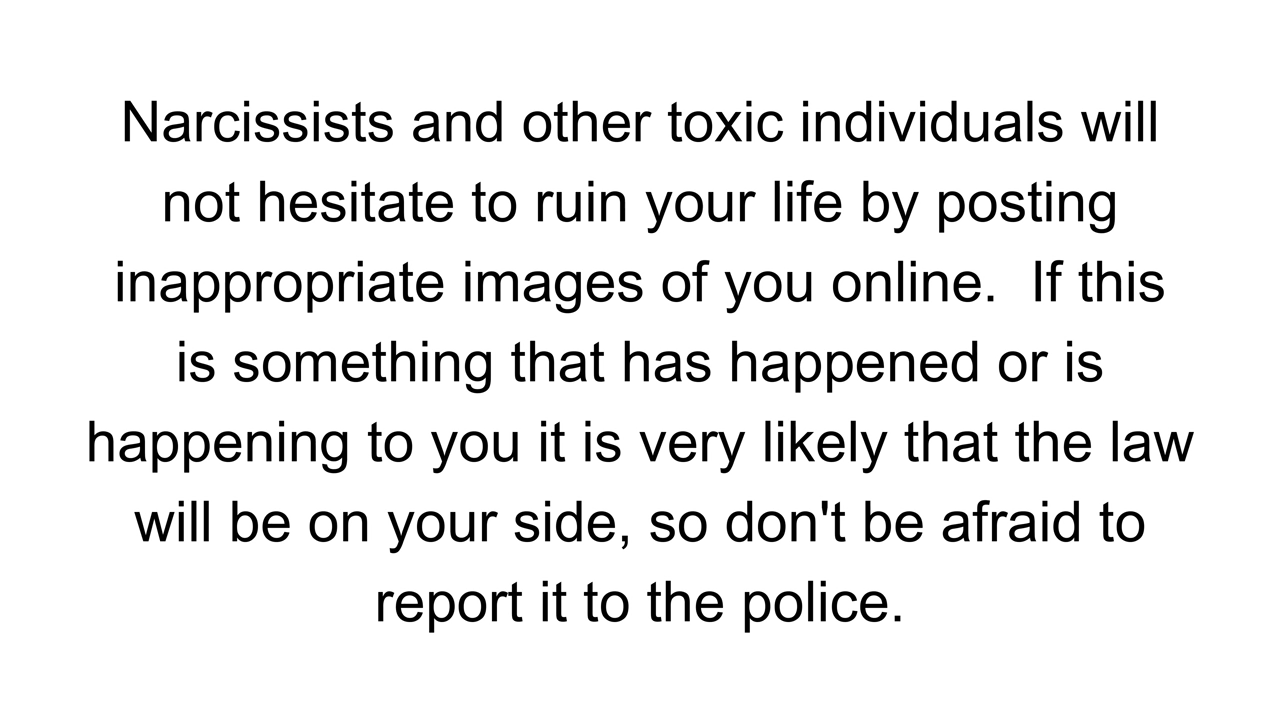 Narcissists and other toxic individuals will
not hesitate to ruin your life by posting
inappropriate images of you online.  If this
is something that has happened or is
happening to you it is very likely that the law
will be on your side, so don't be afraid to
report it to the police.